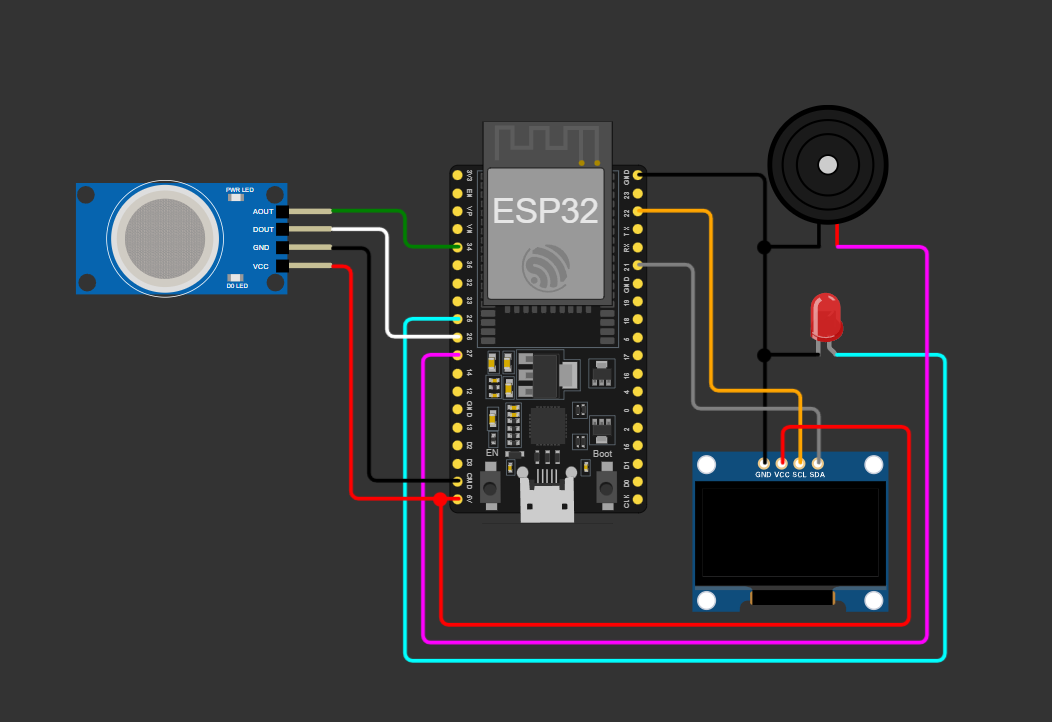 PWR LED
AOUT
DOUT
GND
VCC
D0 LED
ESP32
3V3
EN
VP
VN
34
35
32
33
25
26
27
14
12
GND
13
D2
D3
CMD
5V
GND
23
22
TX
RX
21
GND
19
18
5
17
16
4
0
2
15
D1
D0
CLK
EN
Boot
GND VCC SCL SDA